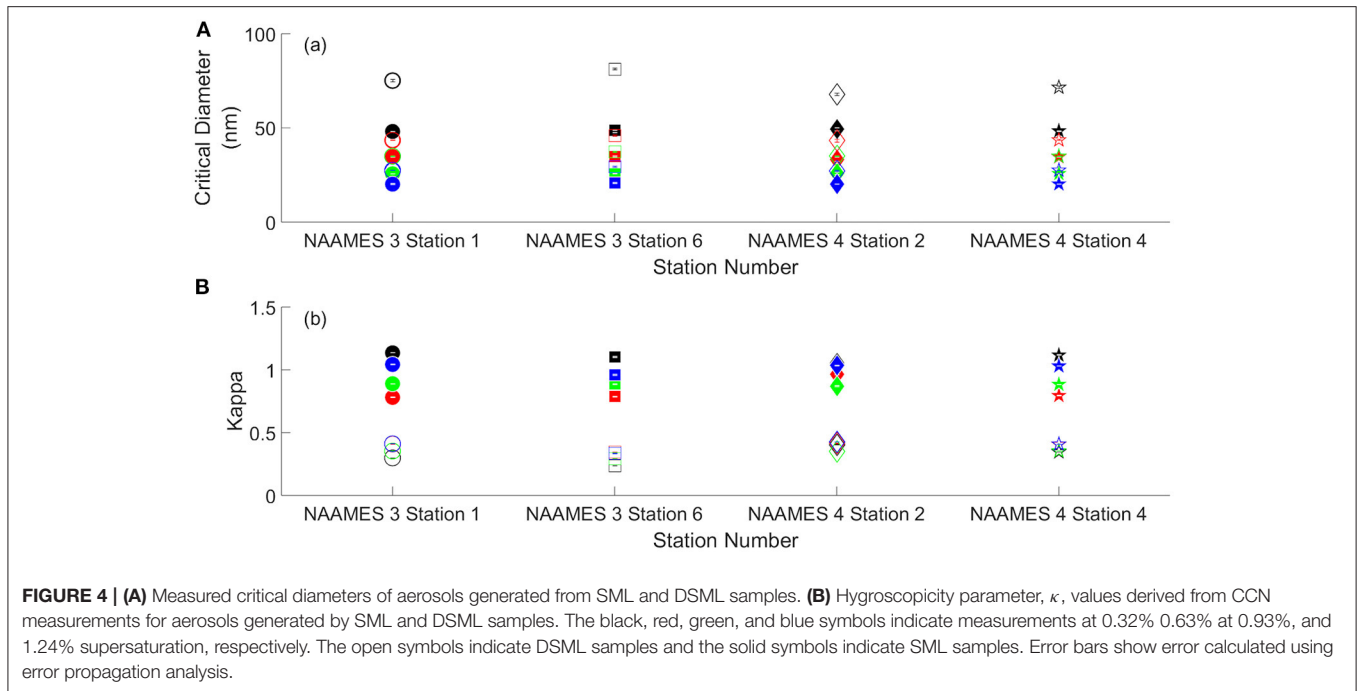 A
(a)
100
50
0
Critical Diameter
(nm)
NAAMES 3 Station 1 NAAMES 3 Station 6 NAAMES 4 Station 2 NAAMES 4 Station 4
Station Number
B
(b)
1.5
1
0.5
0
Kappa
NAAMES 3 Station 1 NAAMES 3 Station 6 NAAMES 4 Station 2 NAAMES 4 Station 4
Station Number
FIGURE 4 | (A) Measured critical diameters of aerosols generated from SML and DSML samples. (B) Hygroscopicity parameter, κ, values derived from CCN
measurements for aerosols generated by SML and DSML samples. The black, red, green, and blue symbols indicate measurements at 0.32% 0.63% at 0.93%, and
1.24% supersaturation, respectively. The open symbols indicate DSML samples and the solid symbols indicate SML samples. Error bars show error calculated using
error propagation analysis.